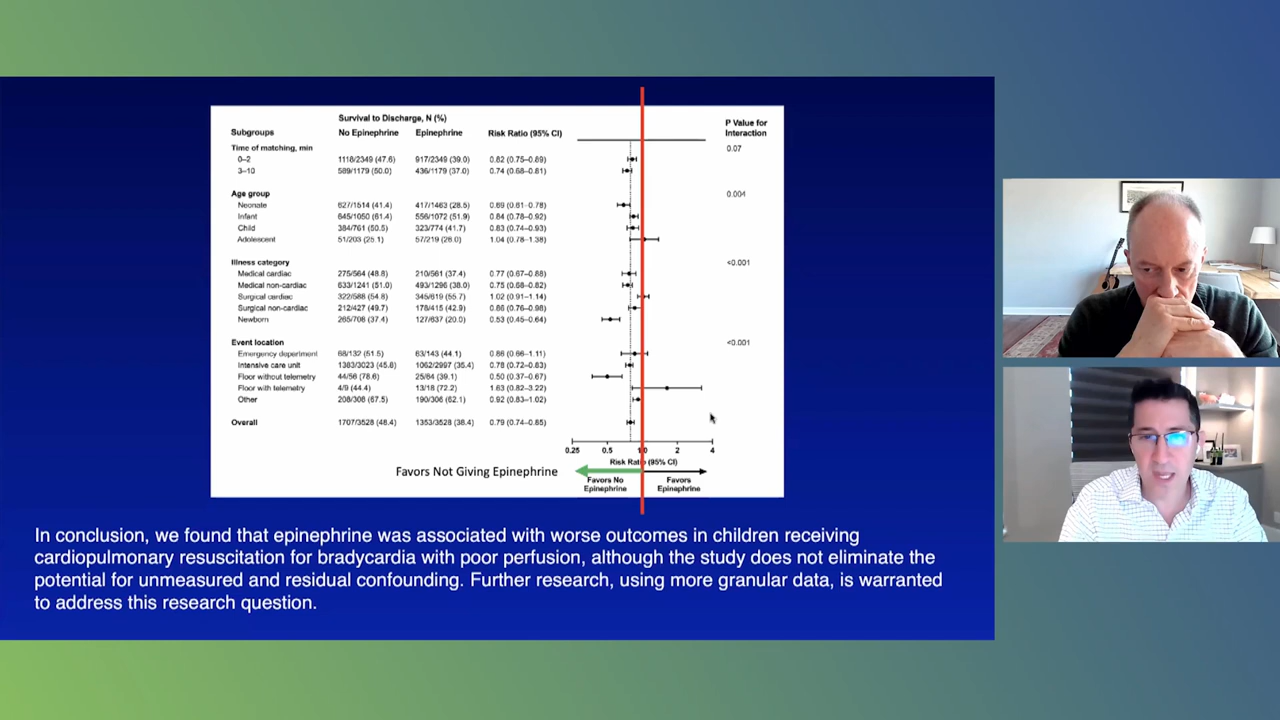 Survival to Discharge, N (%)
Subgroups No Epinephrine Epinephrine Risk Ratio (95% CI) P Value for Interaction
Time of matching, min 0.07
0–2 1118/2349 (47.6) 917/2349 (39.0) 0.82 (0.75–0.89)
3–10 589/1179 (50.0) 436/1179 (37.0) 0.74 (0.68–0.81)
Age group 0.004
Neonate 627/1514 (41.4) 417/1463 (28.5) 0.69 (0.61–0.78)
Infant 645/1050 (61.4) 556/1072 (51.9) 0.84 (0.78–0.92)
Child 384/761 (50.5) 323/774 (41.7) 0.83 (0.74–0.93)
Adolescent 51/203 (25.1) 57/219 (26.0) 1.04 (0.78–1.38)
Illness category <0.001
Medical cardiac 275/564 (48.8) 210/561 (37.4) 0.77 (0.67–0.88)
Medical non-cardiac 633/1241 (51.0) 493/1296 (38.0) 0.75 (0.68–0.82)
Surgical cardiac 322/588 (54.8) 345/619 (55.7) 1.02 (0.91–1.14)
Surgical non-cardiac 212/427 (49.7) 178/415 (42.9) 0.86 (0.76–0.98)
Newborn 265/708 (37.4) 127/637 (20.0) 0.53 (0.45–0.64)
Event location <0.001
Emergency department 68/132 (51.5) 63/143 (44.1) 0.86 (0.66–1.11)
Intensive care unit 1383/3023 (45.8) 1062/2997 (35.4) 0.78 (0.72–0.83)
Floor without telemetry 44/56 (78.6) 25/64 (39.1) 0.50 (0.37–0.67)
Floor with telemetry 4/9 (44.4) 13/18 (72.2) 1.63 (0.82–3.22)
Other 208/308 (67.5) 190/306 (62.1) 0.92 (0.83–1.02)
Overall 1707/3528 (48.4) 1353/3528 (38.4) 0.79 (0.74–0.85)
0.25 0.5 1.0 2 4
Risk Ratio (95% CI)
Favors Not Giving Epinephrine
Favors No Epinephrine
Favors Epinephrine
In conclusion, we found that epinephrine was associated with worse outcomes in children receiving
cardiopulmonary resuscitation for bradycardia with poor perfusion, although the study does not eliminate the
potential for unmeasured and residual confounding. Further research, using more granular data, is warranted
to address this research question.